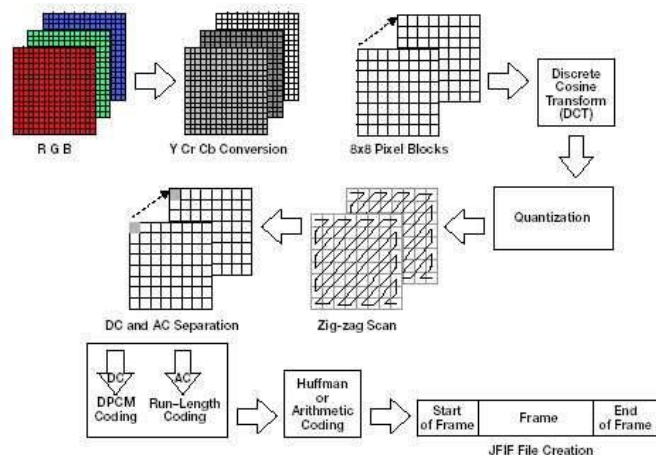 R G B
Y Cr Cb Conversion
8x8 Pixel Blocks
Discrete
Cosine
Transform
(DCT)
Quantization
Zig-zag Scan
DC and AC Separation
DC
DPCM
Coding
AC
Run-Length
Coding
Huffman
or
Arithmetic
Coding
Start
of Frame
Frame
End
of Frame
JFIF File Creation